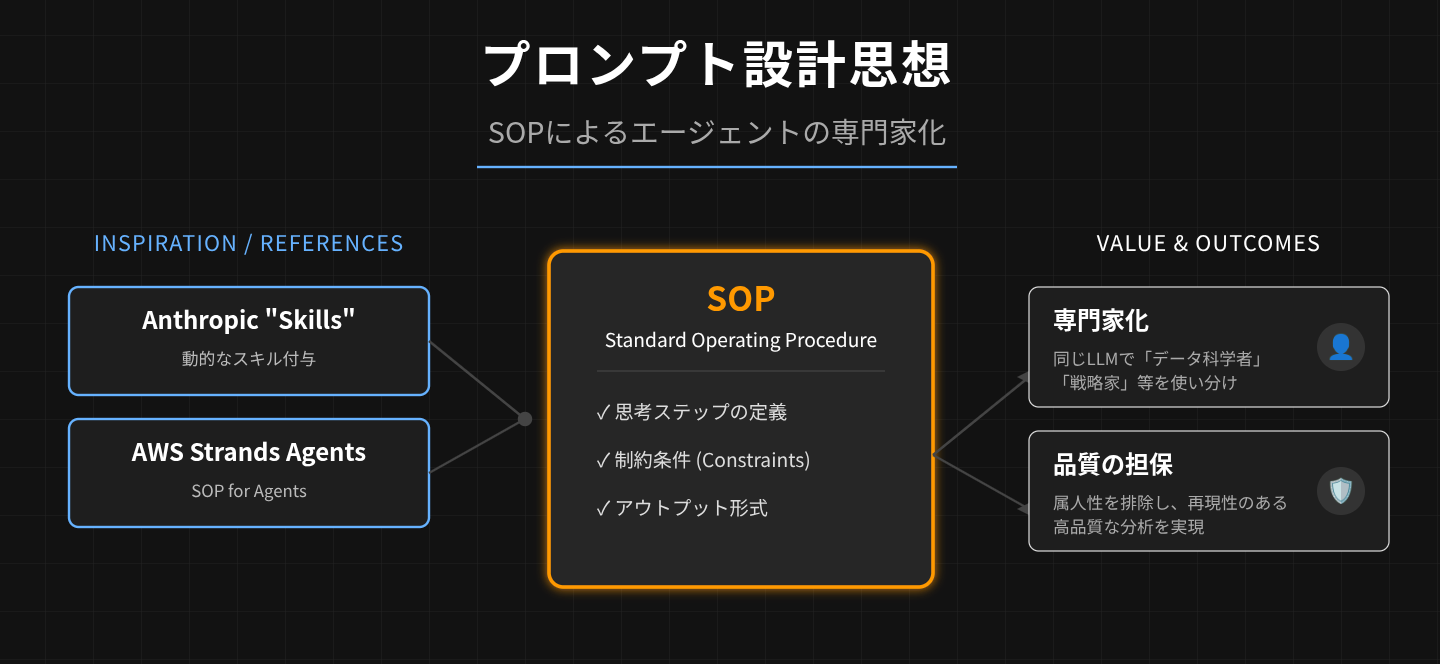 プロンプト設計思想
SOPによるエージェントの専門家化
INSPIRATION / REFERENCES
Anthropic "Skills"
動的なスキル付与
AWS Strands Agents
SOP for Agents
SOP
Standard Operating Procedure
✓ 思考ステップの定義
✓ 制約条件 (Constraints)
✓ アウトプット形式
VALUE & OUTCOMES
専門家化
同じLLMで「データ科学者」
「戦略家」等を使い分け
品質の担保
属人性を排除し、再現性のある
高品質な分析を実現